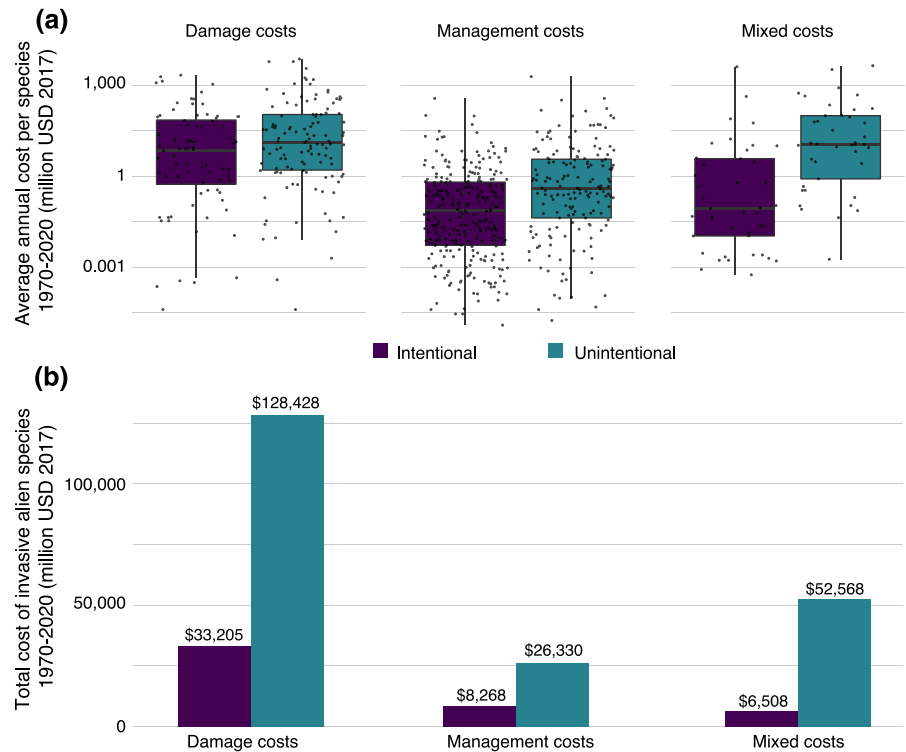 (a)
Damage costs
Management costs
Mixed costs
Average annual cost per species
1970-2020 (million USD 2017)
1,000
1
0.001
Intentional
Unintentional
(b)
Total cost of invasive alien species
1970-2020 (million USD 2017)
$128,428
100,000
50,000
$52,568
$33,205
$26,330
$8,268
$6,508
0
Damage costs
Management costs
Mixed costs